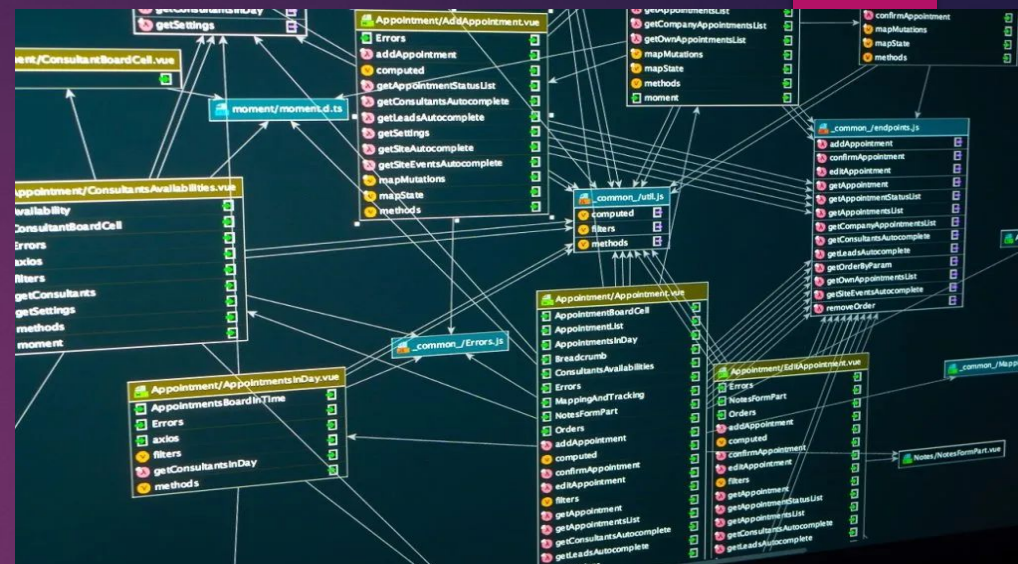 getConsultantsInDay
getSettings
ent/ConsultantBoardCell.vue
moment/moment.d.ts
Appointment/AddAppointment.vue
Errors
addAppointment
computed
getAppointmentStatusList
getConsultantsAutocomplete
getLeadsAutocomplete
getSettings
getSiteAutocomplete
getSiteEventsAutocomplete
mapMutations
mapState
methods
getAppointmentsList
getCompanyAppointmentsList
getOwnAppointmentsList
mapMutations
mapState
methods
moment
confirmAppointment
mapMutations
mapState
methods
_common_/endpoints.js
addAppointment
confirmAppointment
editAppointment
getAppointment
getAppointmentStatusList
getAppointmentsList
getCompanyAppointmentsList
getConsultantsAutocomplete
getLeadsAutocomplete
getOrderByParam
getOwnAppointmentsList
getSiteEventsAutocomplete
removeOrder
_common_/util.js
computed
filters
methods
Appointment/ConsultantsAvailabilities.vue
Availability
ConsultantBoardCell
Errors
axios
filters
getConsultants
getSettings
methods
moment
_common_/Errors.js
Appointment/AppointmentsInDay.vue
AppointmentsBoardInTime
Errors
axios
filters
getConsultantsInDay
methods
Appointment/Appointment.vue
AppointmentBoardCell
AppointmentList
AppointmentsInDay
Breadcrumb
ConsultantsAvailabilities
Errors
MappingAndTracking
NotesFormPart
Orders
addAppointment
computed
confirmAppointment
editAppointment
filters
getAppointment
getAppointmentsList
getConsultantsAutocomplete
getLeadsAutocomplete
Appointment/EditAppointment.vue
Errors
NotesFormPart
Orders
addAppointment
computed
confirmAppointment
editAppointment
filters
getAppointment
getAppointmentStatusList
getAppointmentsList
getConsultantsAutocomplete
getLeadsAutocomplete
_common_/Mapp
Notes/NotesFormPart.vue